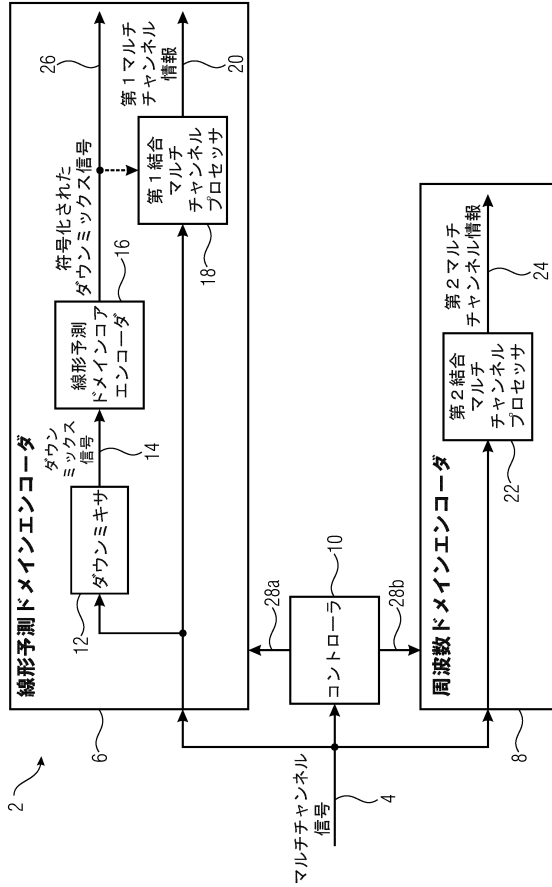 2
線形予測ドメインエンコーダ
6
ダウンミキサ
12
ダウン
ミックス
信号
14
線形予測
ドメインコア
エンコーダ
16
符号化された
ダウンミックス信号
26
第1結合
マルチ
チャンネル
プロセッサ
18
第1マルチ
チャンネル
情報
20
マルチチャンネル
信号
4
コントローラ
10
28a
28b
周波数ドメインエンコーダ
8
第2結合
マルチ
チャンネル
プロセッサ
22
第2マルチ
チャンネル情報
24